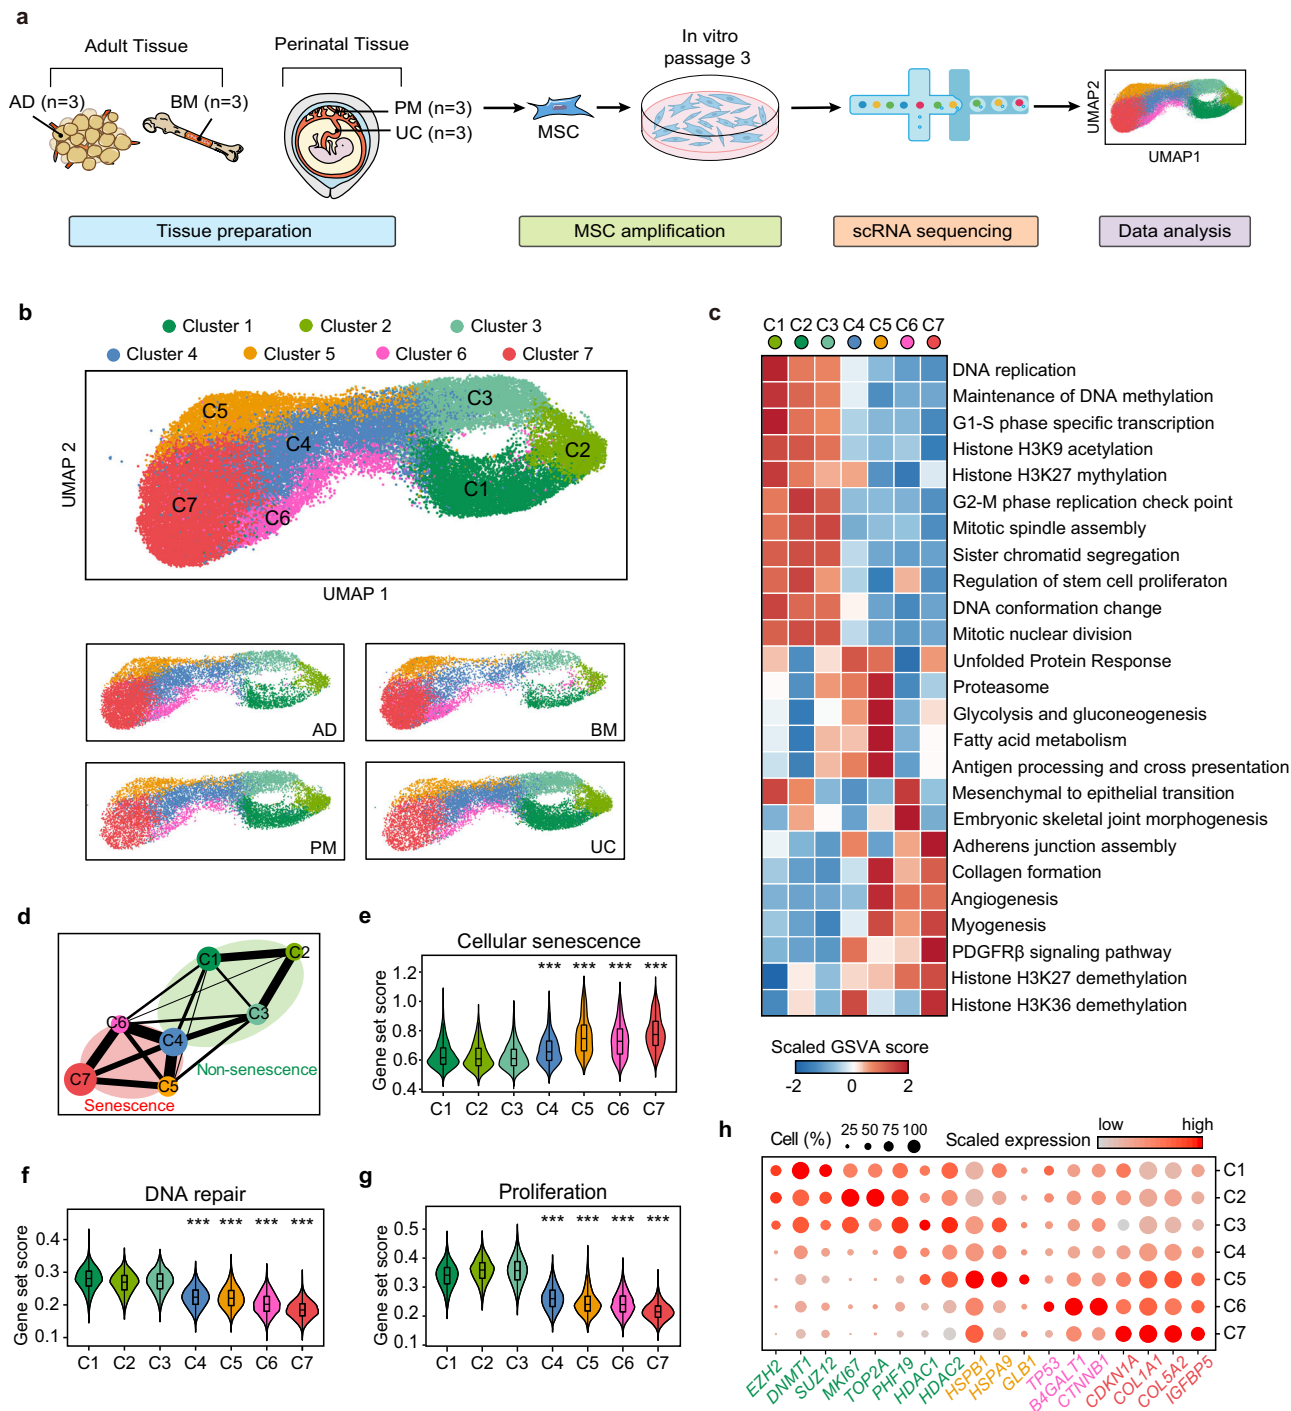 a
Adult Tissue
Perinatal Tissue
In vitro
passage 3
AD (n=3)
BM (n=3)
PM (n=3)
UC (n=3)
MSC
UMAP2
UMAP1
Tissue preparation
MSC amplification
scRNA sequencing
Data analysis
b
Cluster 1
Cluster 2
Cluster 3
Cluster 4
Cluster 5
Cluster 6
Cluster 7
C5
C3
C4
C2
C7
C1
C6
UMAP 2
UMAP 1
AD
BM
PM
UC
c
C1 C2 C3 C4 C5 C6 C7
DNA replication
Maintenance of DNA methylation
G1-S phase specific transcription
Histone H3K9 acetylation
Histone H3K27 mythylation
G2-M phase replication check point
Mitotic spindle assembly
Sister chromatid segregation
Regulation of stem cell proliferaton
DNA conformation change
Mitotic nuclear division
Unfolded Protein Response
Proteasome
Glycolysis and gluconeogenesis
Fatty acid metabolism
Antigen processing and cross presentation
Mesenchymal to epithelial transition
Embryonic skeletal joint morphogenesis
Adherens junction assembly
Collagen formation
Angiogenesis
Myogenesis
PDGFRβ signaling pathway
Histone H3K27 demethylation
Histone H3K36 demethylation
Scaled GSVA score
-2 0 2
d
C1
C2
C3
C6
C4
C7
C5
Non-senescence
Senescence
e
Cellular senescence
Gene set score
1.2
1.0
0.8
0.6
0.4
*** *** *** ***
C1 C2 C3 C4 C5 C6 C7
f
DNA repair
Gene set score
0.4
0.3
0.2
0.1
*** *** *** ***
C1 C2 C3 C4 C5 C6 C7
g
Proliferation
Gene set score
0.5
0.4
0.3
0.2
0.1
*** *** *** ***
C1 C2 C3 C4 C5 C6 C7
h
Cell (%)
25 50 75 100
Scaled expression
low high
C1
C2
C3
C4
C5
C6
C7
EZH2
DNMT1
SUZ12
MKI67
TOP2A
PHF19
HDAC1
HDAC2
HSPB1
HSPA9
GLB1
TP53
B4GALT1
CTNNB1
CDKN1A
COL1A1
COL5A2
IGFBP5